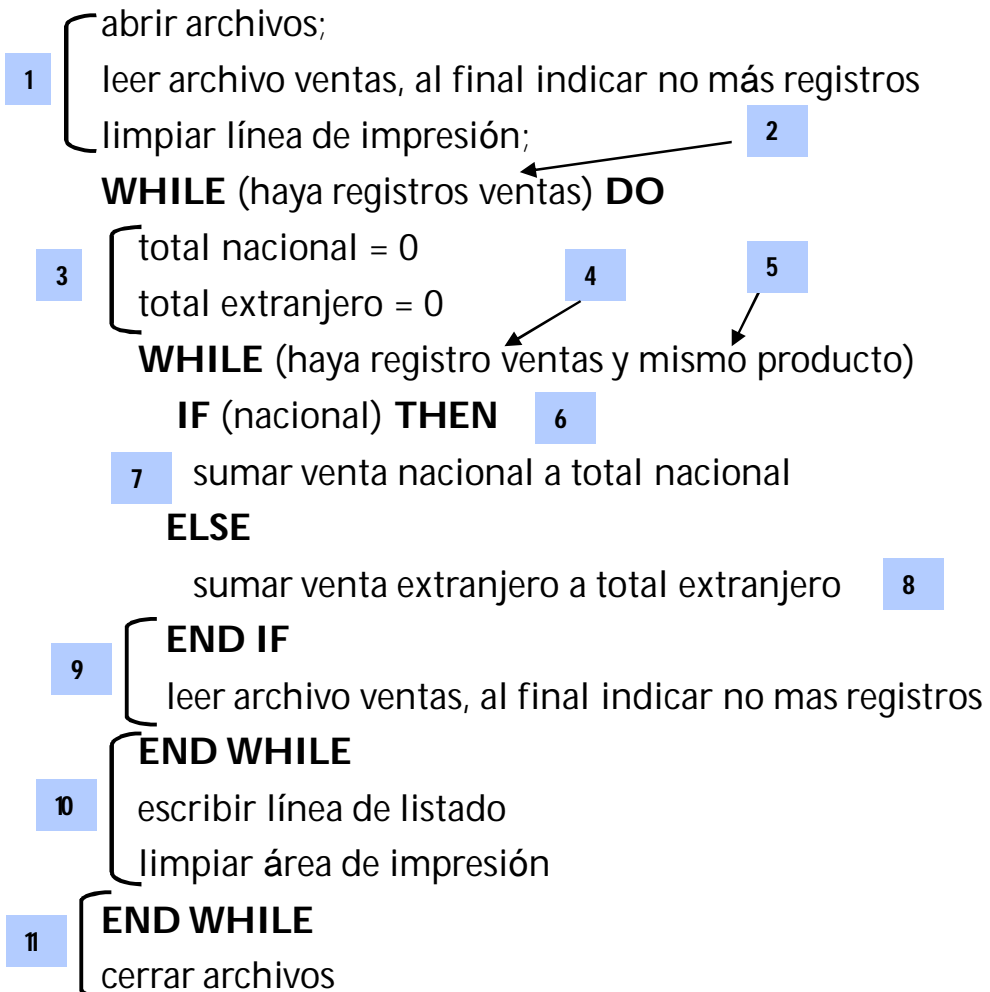 abrir archivos;
1 leer archivo ventas, al final indicar no más registros
limpiar línea de impresión; 2
WHILE (haya registros ventas) DO
total nacional = 0
3 4 5
total extranjero = 0
WHILE (haya registro ventas y mismo producto)
IF (nacional) THEN 6
7 sumar venta nacional a total nacional
ELSE
sumar venta extranjero a total extranjero 8
END IF
9
leer archivo ventas, al final indicar no mas registros
END WHILE
10 escribir línea de listado
limpiar área de impresión
END WHILE
11
cerrar archivos